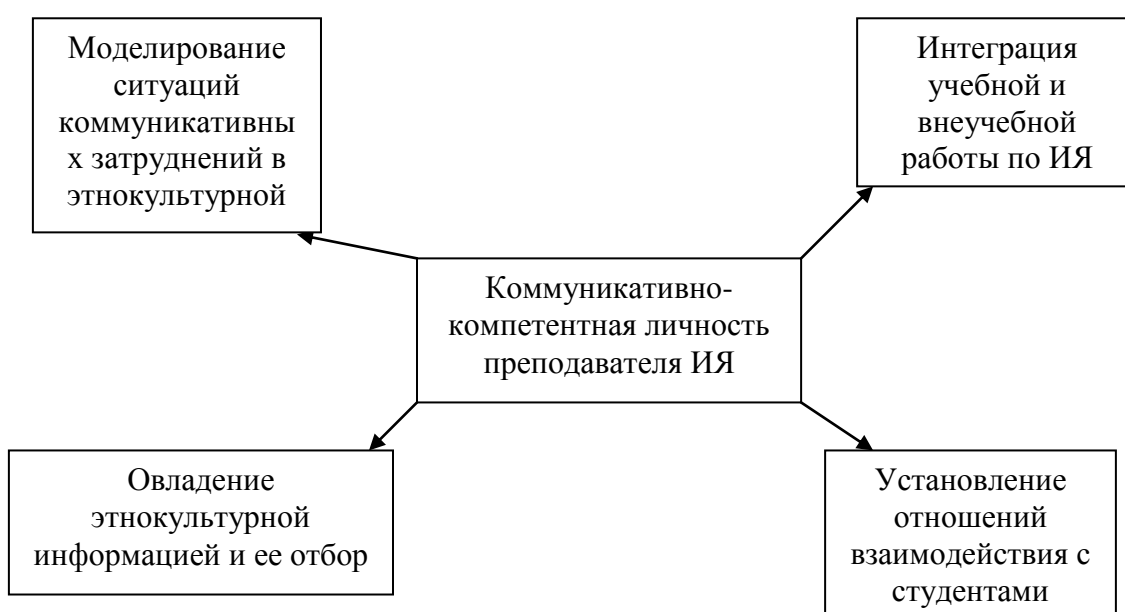 Моделирование
ситуаций
коммуникативны
х затруднений в
этнокультурной
Интеграция
учебной и
внеучебной
работы по ИЯ
Коммуникативно-
компетентная личность
преподавателя ИЯ
Овладение
этнокультурной
информацией и ее отбор
Установление
отношений
взаимодействия с
студентами